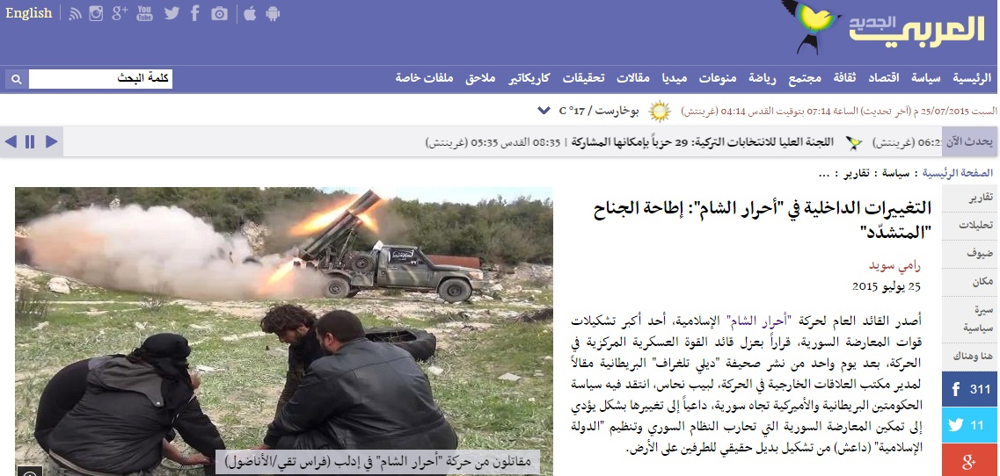 English
You Tube
العربي الجديد
الرئيسية سياسة اقتصاد ثقافة مجتمع رياضة منوعات ميديا مقالات تحقيقات كاريكاتير ملاحق ملفات خاصة
كلمة البحث
السبت 25/07/2015 م (آخر تحديث) الساعة 07:14 بتوقيت القدس 04:14 (غرينتش)
بوخارست / 17° C
يحدث الآن
06:2 (غرينتش)
اللجنة العليا للانتخابات التركية: 29 حزباً بإمكانها المشاركة | 08:35 القدس 05:35 (غرينتش)
الصفحة الرئيسية : سياسة : تقارير : ...
تقارير
تحليلات
ضيوف
مكان
سيرة
سياسية
هنا وهناك
311
11
g+
التغييرات الداخلية في "أحرار الشام": إطاحة الجناح
"المتشدّد"
رامي سويد
25 يوليو 2015
أصدر القائد العام لحركة "أحرار الشام" الإسلامية، أحد أكبر تشكيلات
قوات المعارضة السورية، قراراً بعزل قائد القوة العسكرية المركزية في
الحركة، بعد يوم واحد من نشر صحيفة "ديلي تلغراف" البريطانية مقالاً
لمدير مكتب العلاقات الخارجية في الحركة، لبيب نحاس، انتقد فيه سياسة
الحكومتين البريطانية والأميركية تجاه سورية، داعياً إلى تغييرها بشكل يؤدي
إلى تمكين المعارضة السورية التي تحارب النظام السوري وتنظيم "الدولة
الإسلامية" (داعش) من تشكيل بديل حقيقي للطرفين على الأرض.
مقاتلون من حركة "أحرار الشام" في إدلب (فراس تقي/الأناضول)